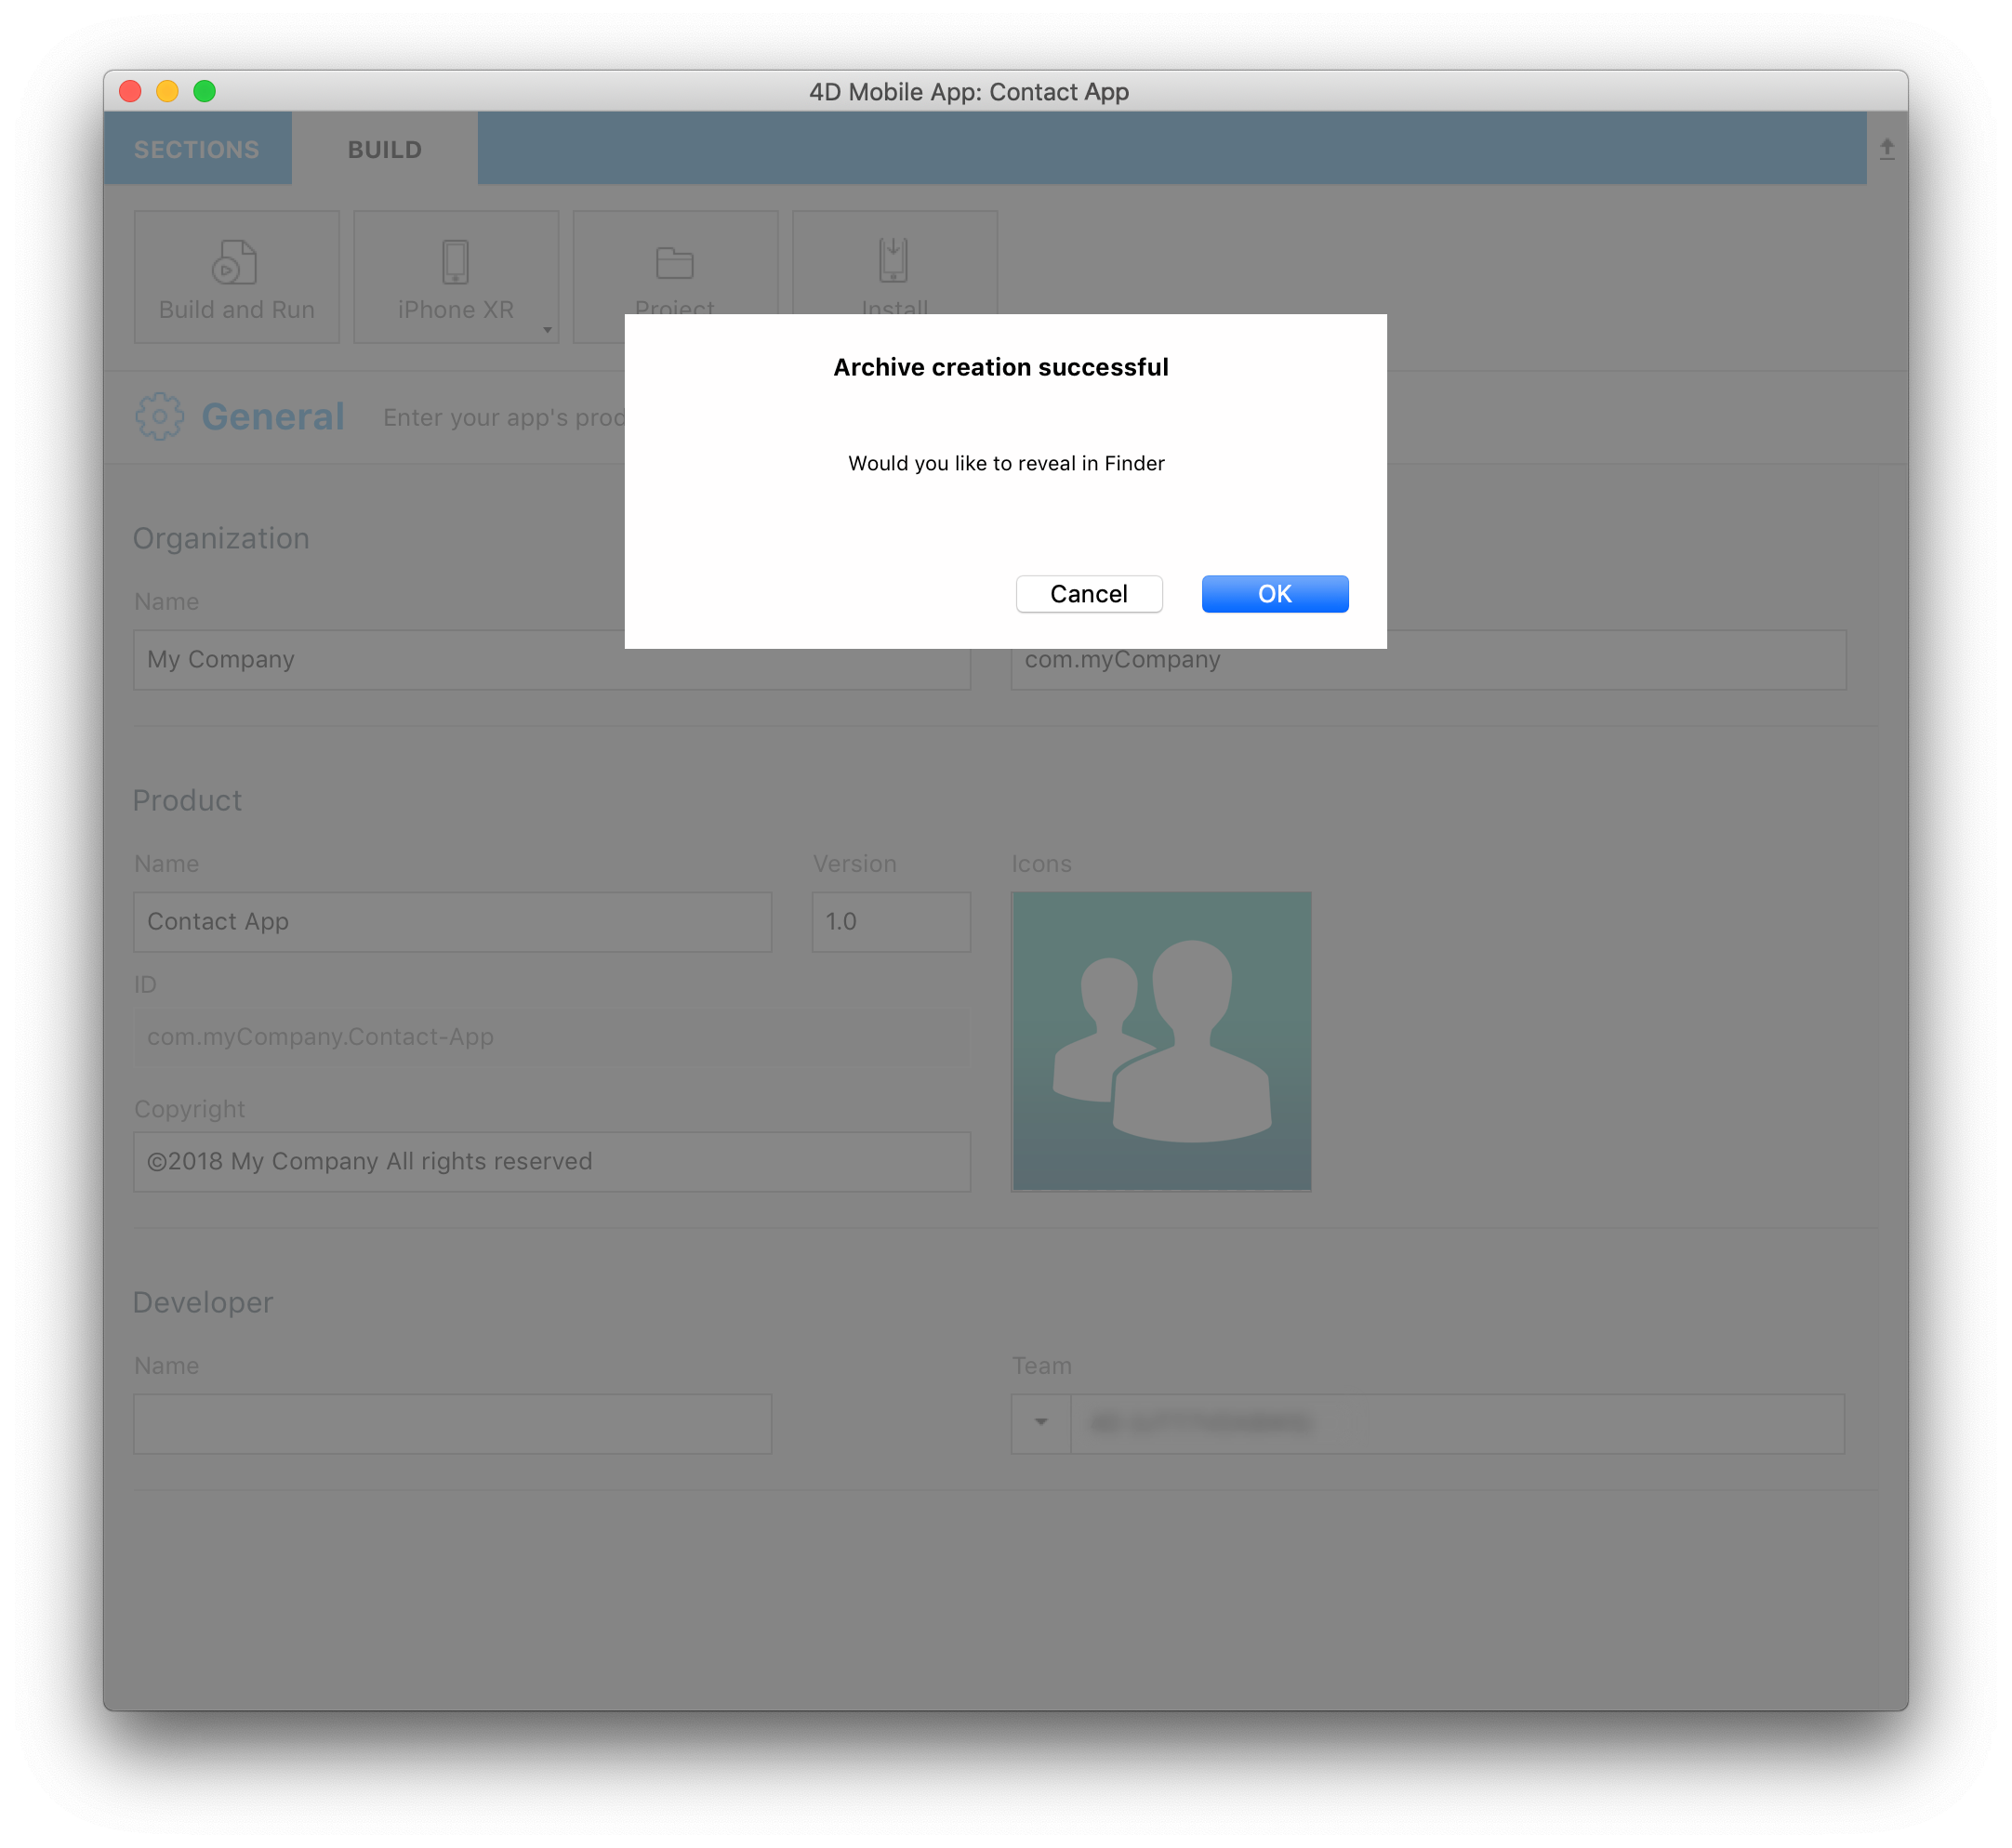 4D Mobile App: Contact App
SECTIONS
BUILD
Build and Run
iPhone XR
Project
Install
General
Enter your app's
Archive creation successful
Would you like to reveal in Finder
Cancel
OK
Organization
Name
My Company
com.myCompany
Product
Name
Version
Icons
Contact App
1.0
ID
com.myCompany.Contact-App
Copyright
©2018 My Company All rights reserved
Developer
Name
Team